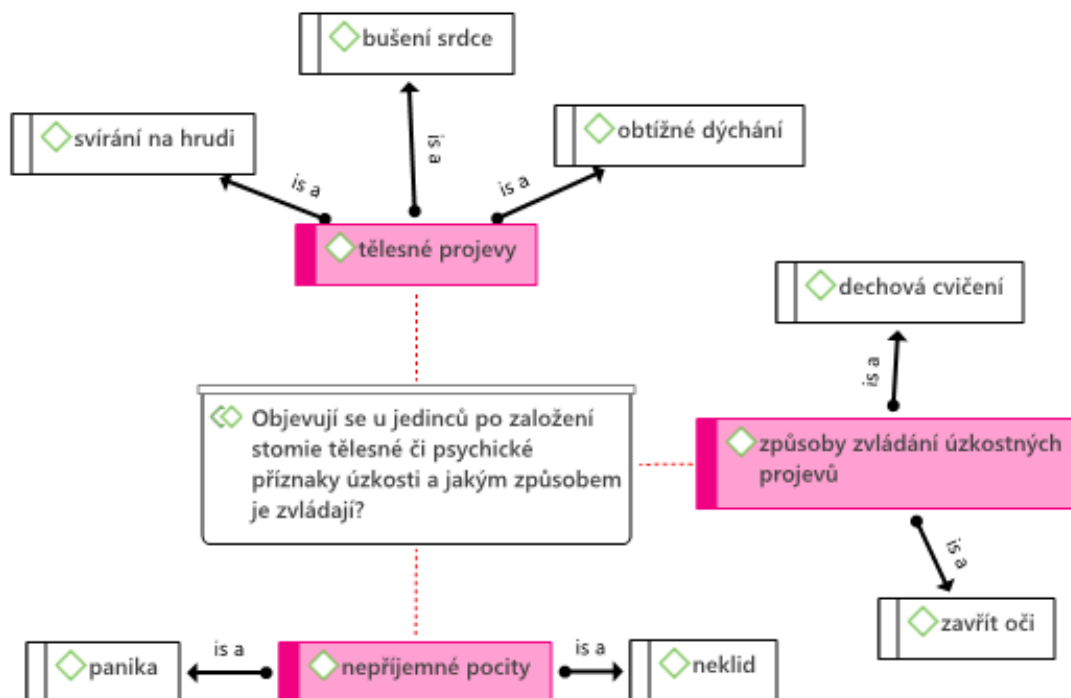 bušení srdce
svírání na hrudi
obtížné dýchání
is a
is a
is a
tělesné projevy
dechová cvičení
is a
Objevují se u jedinců po založení
stomie tělesné či psychické
příznaky úzkosti a jakým způsobem
je zvládají?
způsoby zvládání úzkostných
projevů
is a
zavřít oči
panika
is a
nepříjemné pocity
is a
neklid